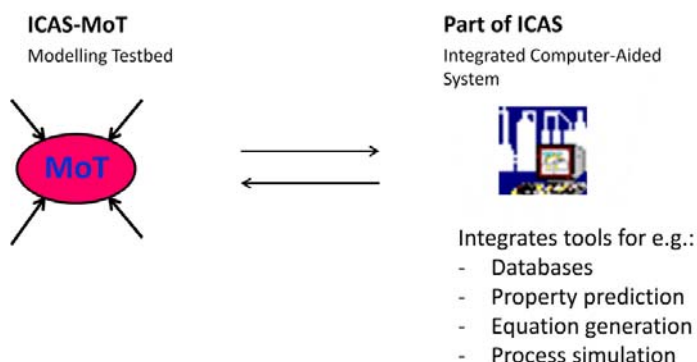 ICAS-MoT
Modelling Testbed
MoT
Part of ICAS
Integrated Computer-Aided
System
Integrates tools for e.g.:
- Databases
- Property prediction
- Equation generation
- Process simulation